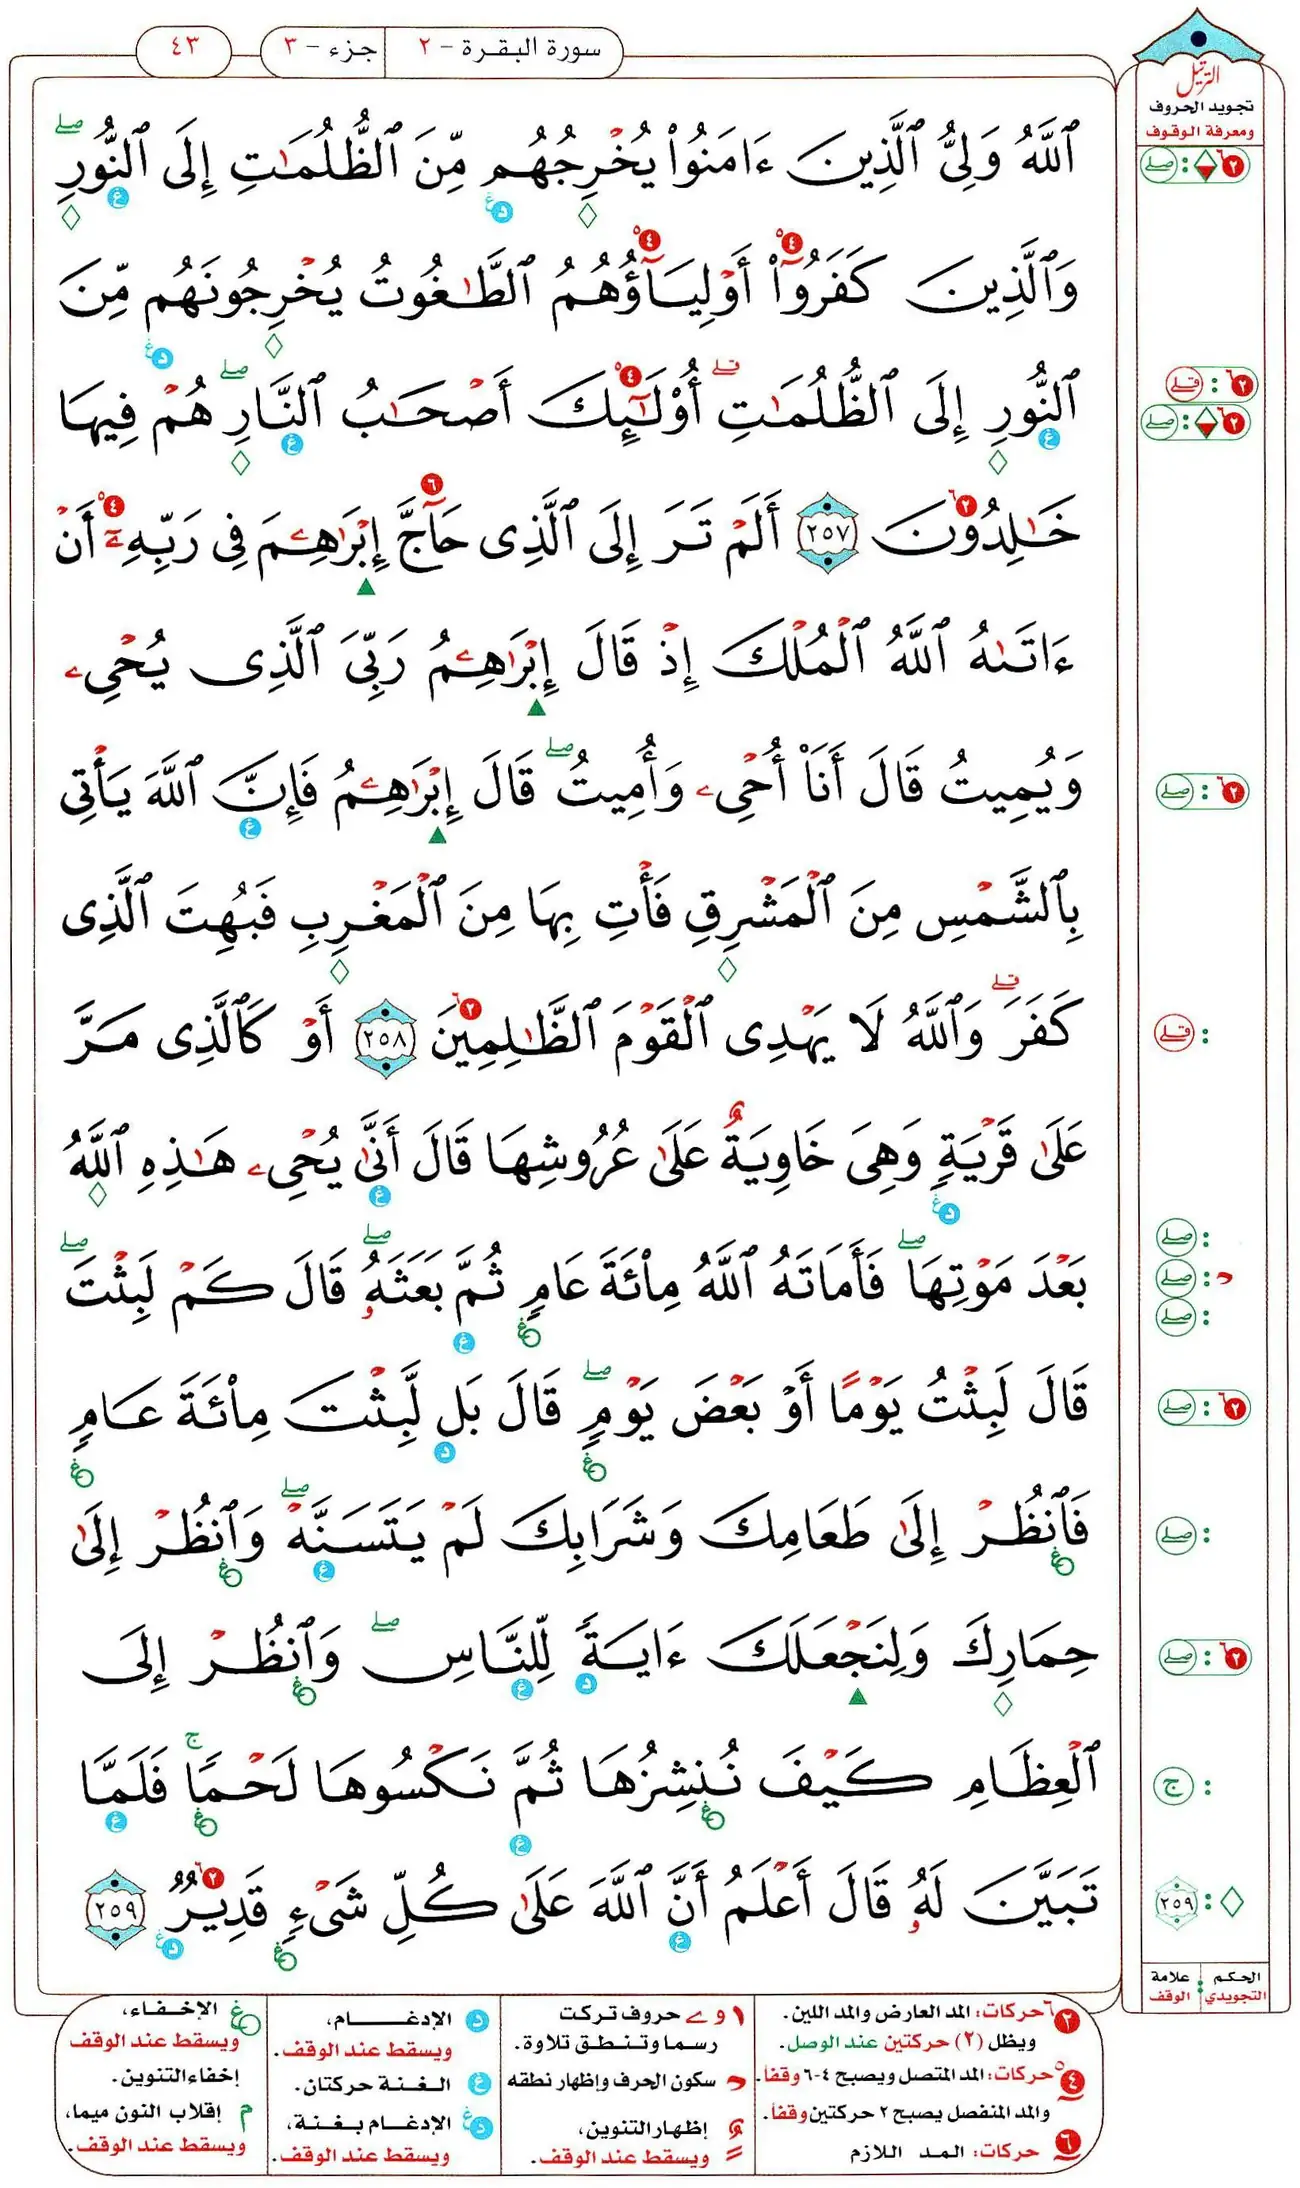 سورة البقرة - ٢
جزء - ٣
٤٣
الترتيل
تجويد الحروف
ومعرفة الوقوف
ٱللَّهُ وَلِىُّ ٱلَّذِينَ ءَامَنُوا۟ يُخْرِجُهُم مِّنَ ٱلظُّلُمَٰتِ إِلَى ٱلنُّورِ ۖ
وَٱلَّذِينَ كَفَرُوٓا۟ أَوْلِيَآؤُهُمُ ٱلطَّٰغُوتُ يُخْرِجُونَهُم مِّنَ
ٱلنُّورِ إِلَى ٱلظُّلُمَٰتِ ۗ أُو۟لَٰٓئِكَ أَصْحَٰبُ ٱلنَّارِ ۖ هُمْ فِيهَا
خَٰلِدُونَ ٢٥٧ أَلَمْ تَرَ إِلَى ٱلَّذِى حَآجَّ إِبْرَٰهِۦمَ فِى رَبِّهِۦٓ أَنْ
ءَاتَىٰهُ ٱللَّهُ ٱلْمُلْكَ إِذْ قَالَ إِبْرَٰهِۦمُ رَبِّىَ ٱلَّذِى يُحْىِۦ
وَيُمِيتُ قَالَ أَنَا۠ أُحْىِۦ وَأُمِيتُ ۖ قَالَ إِبْرَٰهِۦمُ فَإِنَّ ٱللَّهَ يَأْتِى
بِٱلشَّمْسِ مِنَ ٱلْمَشْرِقِ فَأْتِ بِهَا مِنَ ٱلْمَغْرِبِ فَبُهِتَ ٱلَّذِى
كَفَرَ ۗ وَٱللَّهُ لَا يَهْدِى ٱلْقَوْمَ ٱلظَّٰلِمِينَ ٢٥٨ أَوْ كَٱلَّذِى مَرَّ
عَلَىٰ قَرْيَةٍ وَهِىَ خَاوِيَةٌ عَلَىٰ عُرُوشِهَا قَالَ أَنَّىٰ يُحْىِۦ هَٰذِهِ ٱللَّهُ
بَعْدَ مَوْتِهَا ۖ فَأَمَاتَهُ ٱللَّهُ مِا۟ئَةَ عَامٍ ثُمَّ بَعَثَهُۥ ۖ قَالَ كَمْ لَبِثْتَ ۖ
قَالَ لَبِثْتُ يَوْمًا أَوْ بَعْضَ يَوْمٍ ۖ قَالَ بَل لَّبِثْتَ مِا۟ئَةَ عَامٍ
فَٱنظُرْ إِلَىٰ طَعَامِكَ وَشَرَابِكَ لَمْ يَتَسَنَّهْ ۖ وَٱنظُرْ إِلَىٰ
حِمَارِكَ وَلِنَجْعَلَكَ ءَايَةً لِّلنَّاسِ ۖ وَٱنظُرْ إِلَى
ٱلْعِظَامِ كَيْفَ نُنشِزُهَا ثُمَّ نَكْسُوهَا لَحْمًا ۚ فَلَمَّا
تَبَيَّنَ لَهُۥ قَالَ أَعْلَمُ أَنَّ ٱللَّهَ عَلَىٰ كُلِّ شَىْءٍ قَدِيرٌ ٢٥٩
٢٥٩
الحكم التجويدي : علامة الوقف
٢ ٦ حركات: المد العارض والمد اللين.
ويظل (٢) حركتين عند الوصل.
٤ ٥ حركات: المد المتصل ويصبح ٤-٦ وقفاً.
والمد المنفصل يصبح ٢ حركتين وقفاً.
٦ حركات: المـد اللازم
ا و ے حروف تركت
رسما وتنطق تلاوة.
سكون الحرف وإظهار نطقه
إظهار التنوين،
ويسقط عند الوقف.
د الإدغــام،
ويسقط عند الوقف.
غ الغنة حركتان.
د غ الإدغام بغنة،
ويسقط عند الوقف.
غ الإخفــاء،
ويسقط عند الوقف
إخفاء التنوين.
م إقلاب النون ميما،
ويسقط عند الوقف.